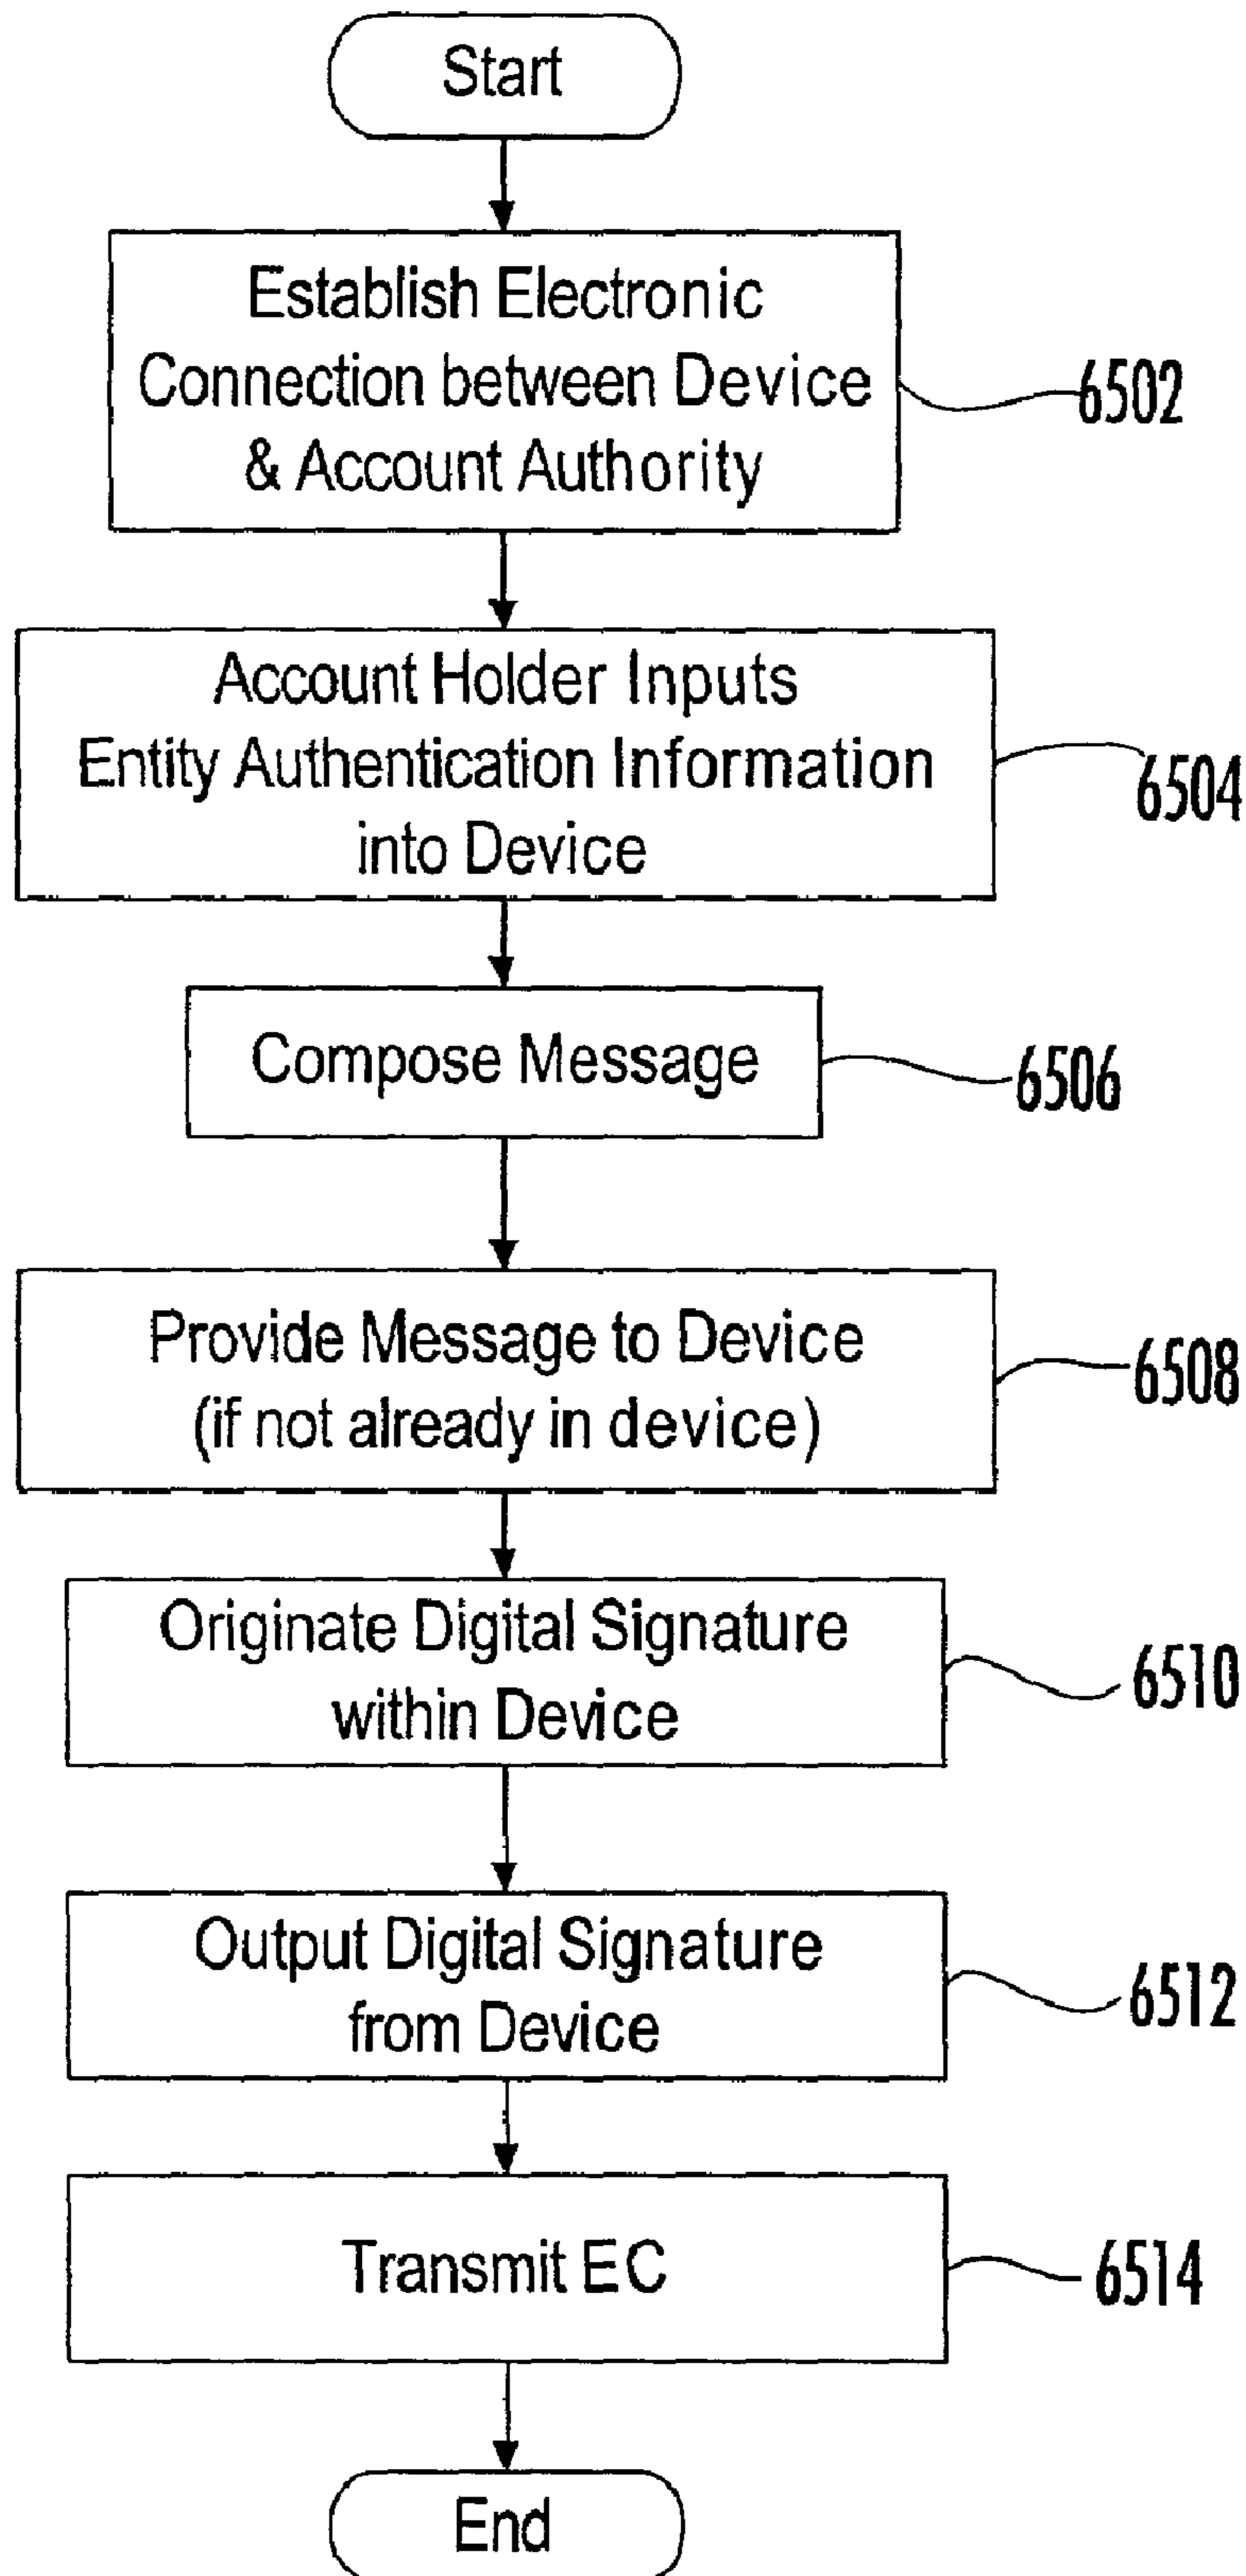 Start
Establish Electronic
Connection between Device
& Account Authority
6502
Account Holder Inputs
Entity Authentication Information
into Device
6504
Compose Message
6506
Provide Message to Device
(if not already in device)
6508
Originate Digital Signature
within Device
6510
Output Digital Signature
from Device
6512
Transmit EC
6514
End